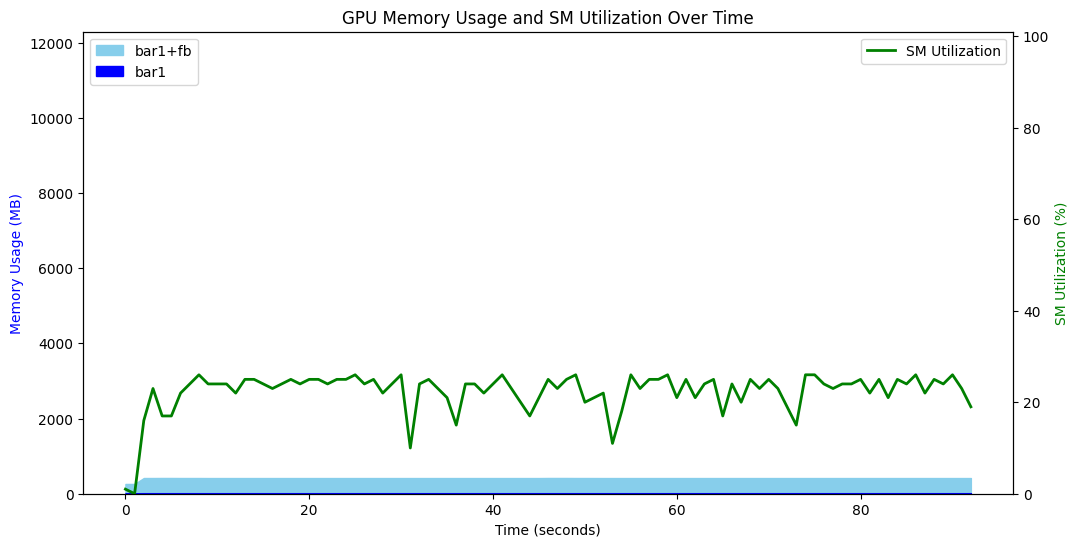 GPU Memory Usage and SM Utilization Over Time
bar1+fb
bar1
SM Utilization
12000
10000
8000
6000
4000
2000
0
Memory Usage (MB)
100
80
60
40
20
0
SM Utilization (%)
0
20
40
60
80
Time (seconds)